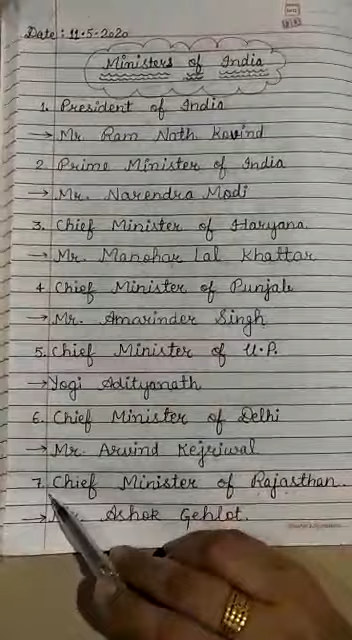 Date : 11-5-2020
Ministers of India
1. President of India
→ Mr. Ram Nath Kovind
2. Prime Minister of India
→ Mr. Narendra Modi
3. Chief Minister of Haryana
→ Mr. Manohar Lal Khattar
4 Chief Minister of Punjab
→ Mr. Amarinder Singh
5. Chief Minister of U.P.
→ Yogi Adityanath
6. Chief Minister of Delhi
→ Mr. Arvind Kejriwal
7. Chief Minister of Rajasthan.
→ Ashok Gehlot.